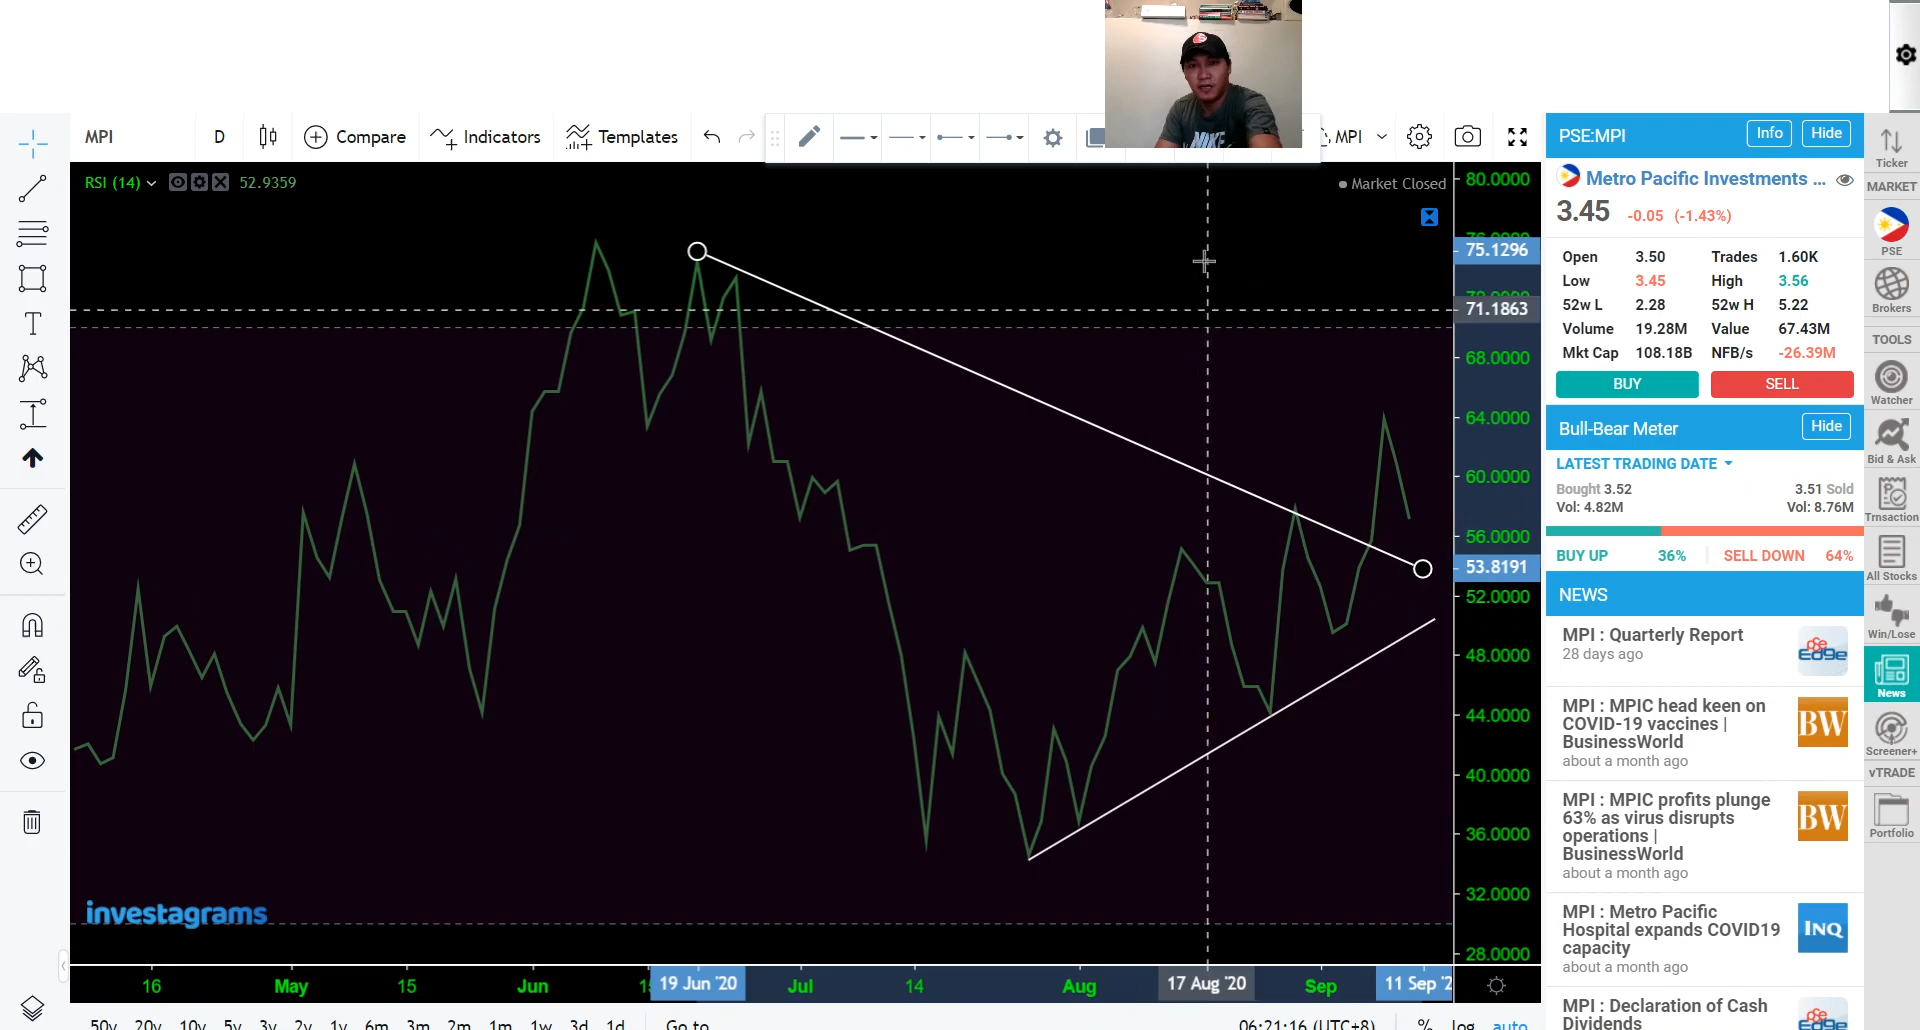 MPI
D
Compare
Indicators
Templates
MPI
RSI (14)
52.9359
Market Closed
80.0000
75.1296
71.1863
68.0000
64.0000
60.0000
56.0000
53.8191
52.0000
48.0000
44.0000
40.0000
36.0000
32.0000
28.0000
investagrams
16
May
15
Jun
19 Jun '20
Jul
14
Aug
17 Aug '20
Sep
11 Sep '2
50y 20y 10y 5y 3y 2y 1y 6m 3m 2m 1m 1w 3d 1d Go to
06:21:16 (UTC+8) % log auto
NIKE
PSE:MPI Info Hide
Metro Pacific Investments ...
3.45 -0.05 (-1.43%)
Open 3.50 Trades 1.60K
Low 3.45 High 3.56
52w L 2.28 52w H 5.22
Volume 19.28M Value 67.43M
Mkt Cap 108.18B NFB/s -26.39M
BUY SELL
Bull-Bear Meter Hide
LATEST TRADING DATE
Bought 3.52 3.51 Sold
Vol: 4.82M Vol: 8.76M
BUY UP 36% SELL DOWN 64%
NEWS
MPI : Quarterly Report
28 days ago
PSE
EDGE
MPI : MPIC head keen on
COVID-19 vaccines |
BusinessWorld
about a month ago
BW
MPI : MPIC profits plunge
63% as virus disrupts
operations |
BusinessWorld
about a month ago
BW
MPI : Metro Pacific
Hospital expands COVID19
capacity
about a month ago
INQ
MPI : Declaration of Cash
Dividends
Ticker
MARKET
PSE
Brokers
TOOLS
Watcher
Bid & Ask
Trnsaction
All Stocks
Win/Lose
News
Screener+
vTRADE
Portfolio